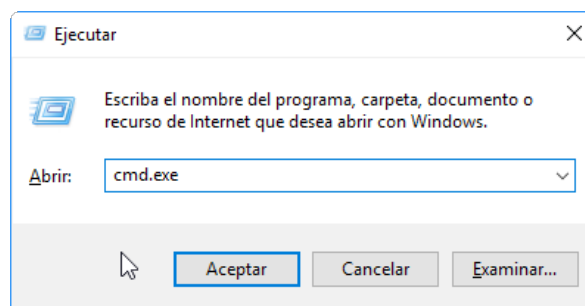 Ejecutar
Escriba el nombre del programa, carpeta, documento o
recurso de Internet que desea abrir con Windows.
Abrir: cmd.exe
Aceptar Cancelar Examinar...